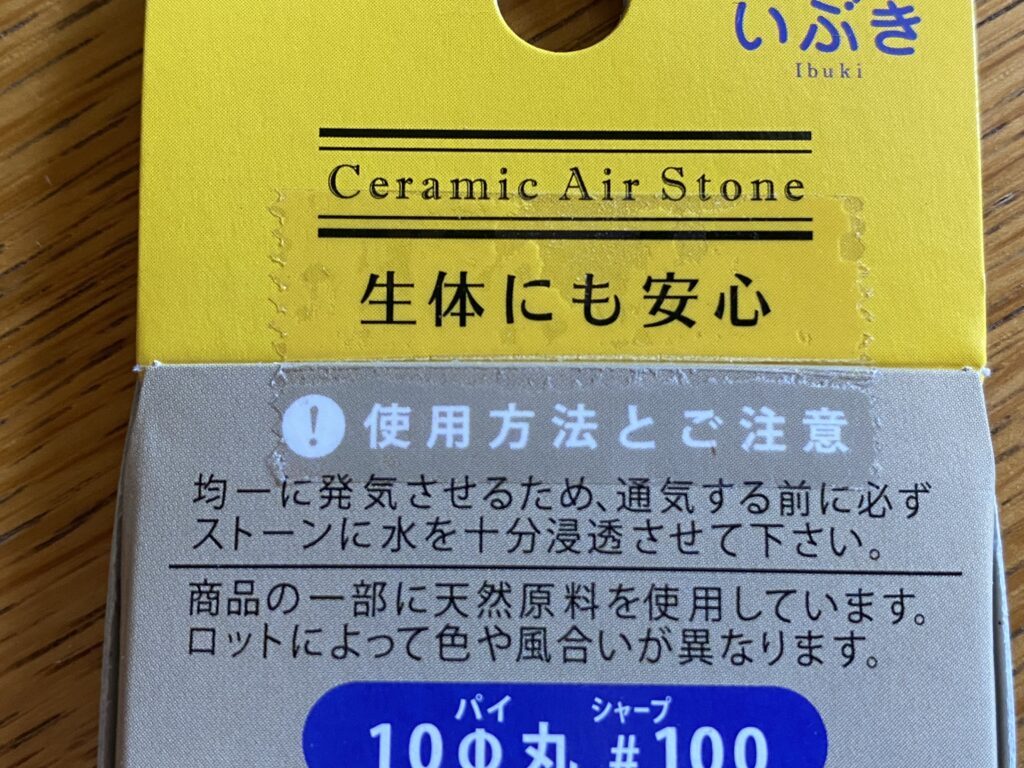 いぶき
Ibuki
Ceramic Air Stone
生体にも安心
! 使用方法とご注意
均一に発気させるため、通気する前に必ず
ストーンに水を十分浸透させて下さい。
商品の一部に天然原料を使用しています。
ロットによって色や風合いが異なります。
パイ シャープ
10Φ丸 #100